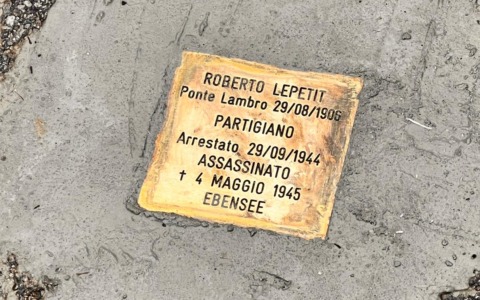 ROBERTO LEPETIT
Ponte Lambro 29/08/1906
PARTIGIANO
Arrestato 29/09/1944
ASSASSINATO
† 4 MAGGIO 1945
EBENSEE